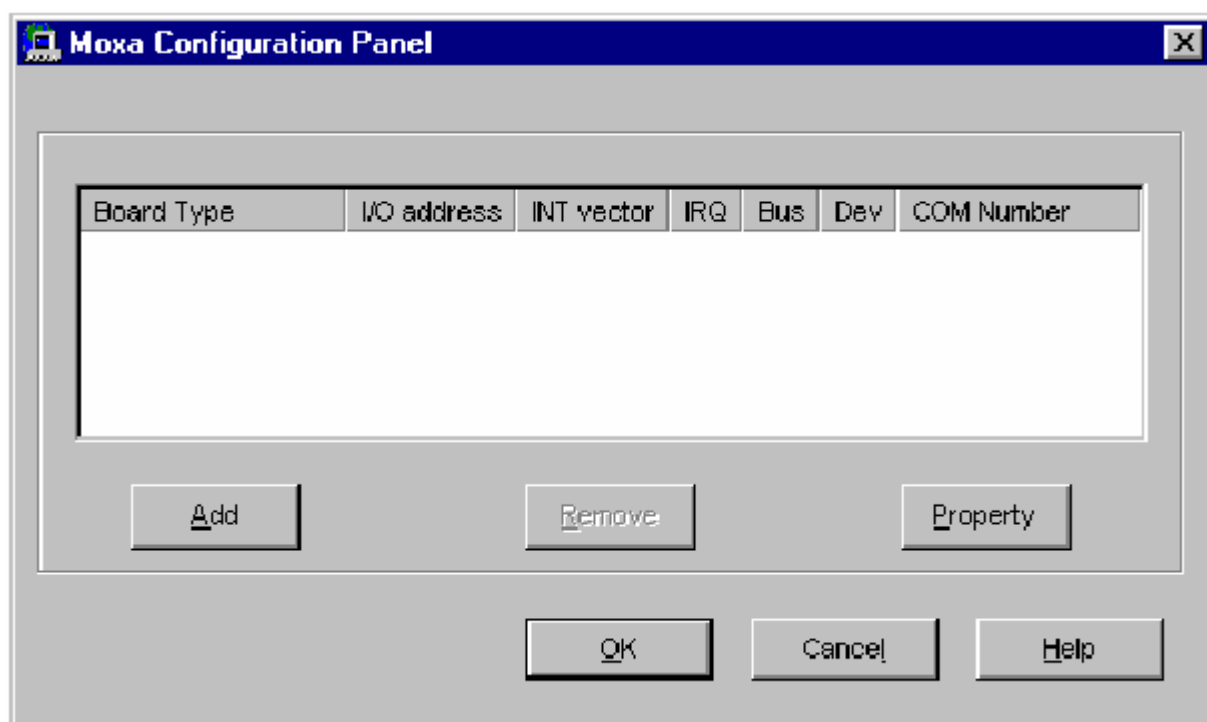 Moxa Configuration Panel
Board Type I/O address INT vector IRQ Bus Dev COM Number
Add Remove Property
OK Cancel Help